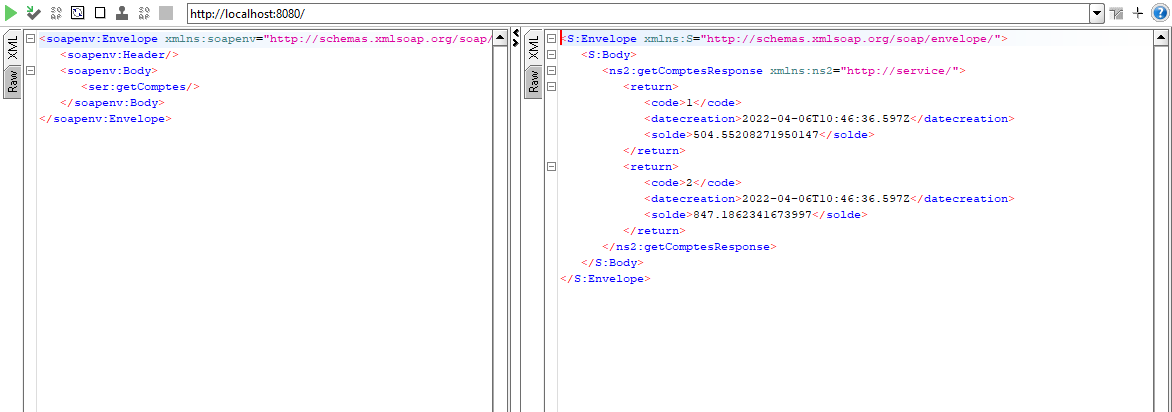 http://localhost:8080/
XML
Raw
<soapenv:Envelope xmlns:soapenv="http://schemas.xmlsoap.org/soap/
<soapenv:Header/>
<soapenv:Body>
<ser:getComptes/>
</soapenv:Body>
</soapenv:Envelope>
XML
Raw
<S:Envelope xmlns:S="http://schemas.xmlsoap.org/soap/envelope/">
<S:Body>
<ns2:getComptesResponse xmlns:ns2="http://service/">
<return>
<code>1</code>
<datecreation>2022-04-06T10:46:36.597Z</datecreation>
<solde>504.55208271950147</solde>
</return>
<return>
<code>2</code>
<datecreation>2022-04-06T10:46:36.597Z</datecreation>
<solde>847.1862341673997</solde>
</return>
</ns2:getComptesResponse>
</S:Body>
</S:Envelope>